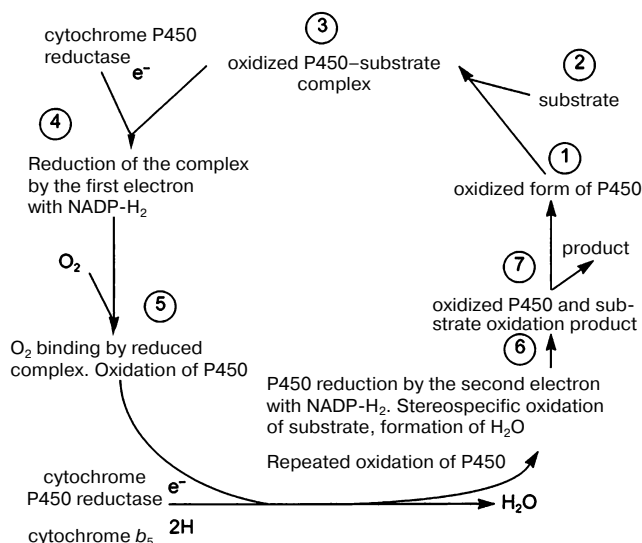 cytochrome P450
reductase
e⁻
3
oxidized P450–substrate
complex
2
substrate
4
Reduction of the complex
by the first electron
with NADP-H₂
1
oxidized form of P450
O₂
product
7
5
oxidized P450 and sub-
strate oxidation product
O₂ binding by reduced
complex. Oxidation of P450
6
P450 reduction by the second electron
with NADP-H₂. Stereospecific oxidation
of substrate, formation of H₂O
Repeated oxidation of P450
cytochrome
P450 reductase
e⁻
H₂O
cytochrome b₅
2H